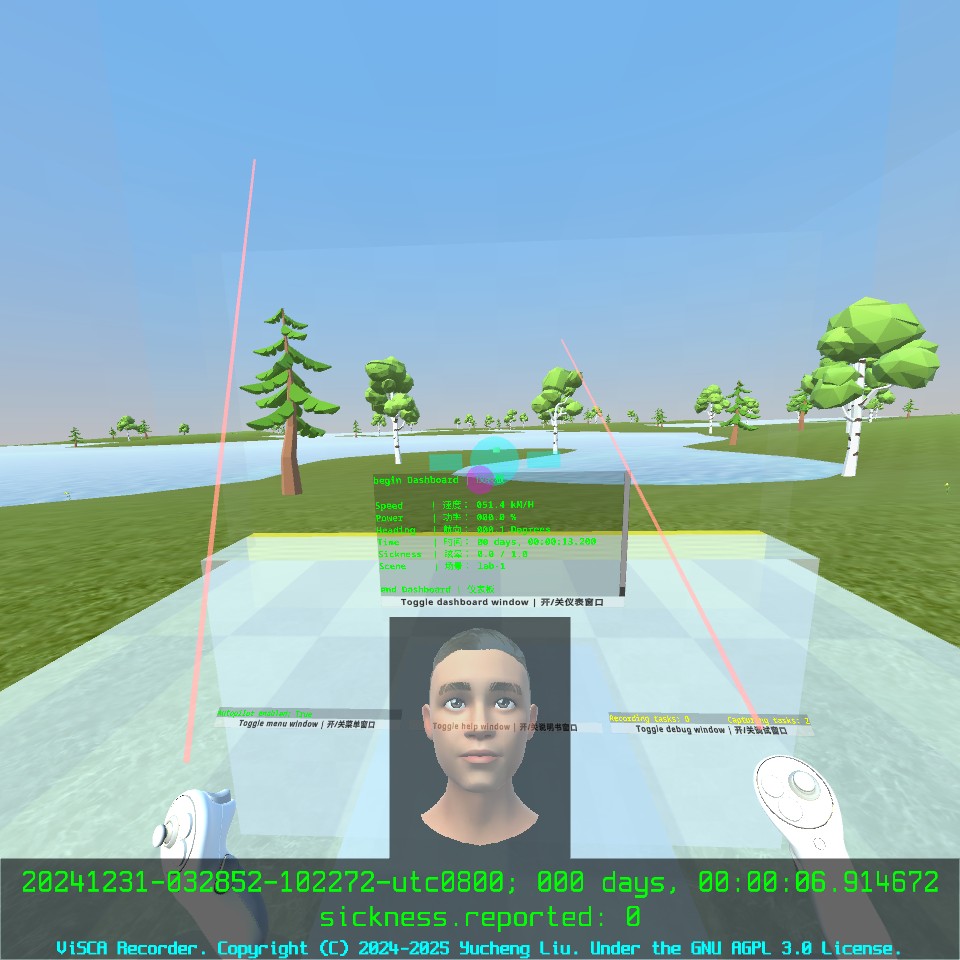 begin Dashboard |
Speed | 速度： 051.4 kM/H
Power | 功率： 000.0 %
Heading | 航向： 000.1 Degrees
Time | 时间： 00 days, 00:00:13.200
Sickness | 病晕： 0.0 / 1.0
Scene | 场景： lab-1
end Dashboard | 仪表板
Toggle dashboard window | 开/关仪表窗口
Autopilot enabled: True
Toggle menu window | 开/关菜单窗口
Toggle help window | 开/关说明书窗口
Recording tasks: 0 Capturing tasks: 2
Toggle debug window | 开/关调试窗口
20241231-032852-102272-utc0800; 000 days, 00:00:06.914672
sickness.reported: 0
ViSCA Recorder. Copyright (C) 2024-2025 Yucheng Liu. Under the GNU AGPL 3.0 License.